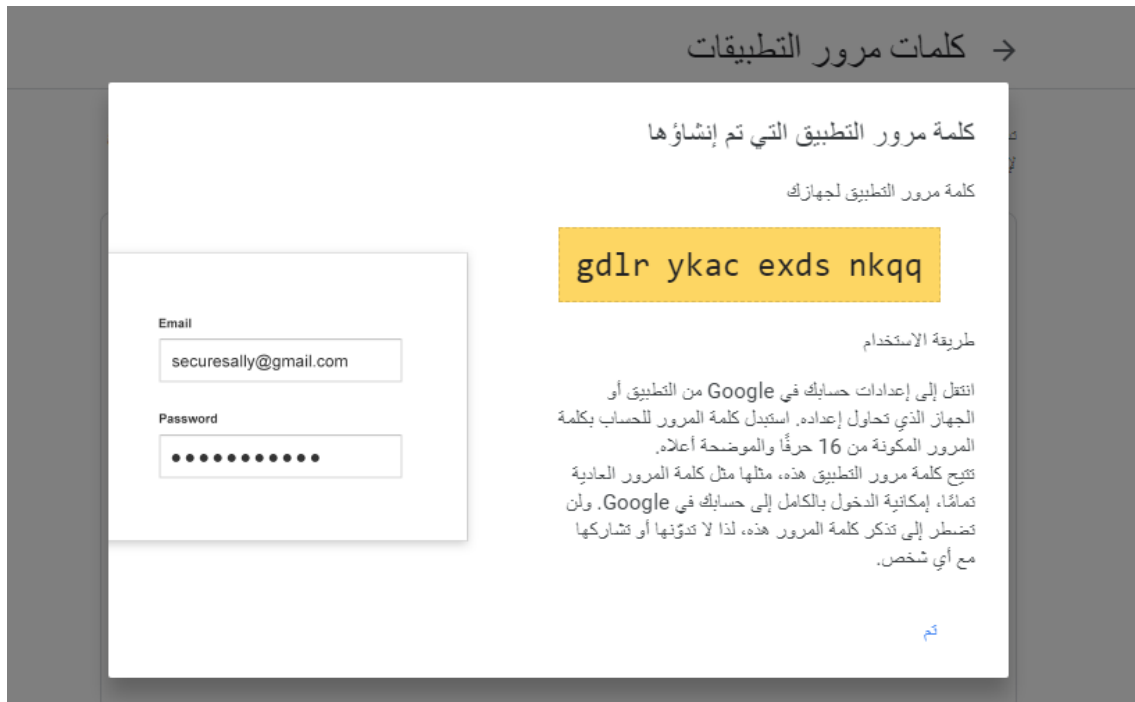 كلمات مرور التطبيقات
كلمة مرور التطبيق التي تم إنشاؤها
كلمة مرور التطبيق لجهازك
gdlr ykac exds nkqq
طريقة الاستخدام
انتقل إلى إعدادات حسابك في Google من التطبيق أو
الجهاز الذي تحاول إعداده. استبدل كلمة المرور للحساب بكلمة
المرور المكونة من 16 حرفًا والموضحة أعلاه.
تتيح كلمة مرور التطبيق هذه، مثلها مثل كلمة المرور العادية
تمامًا، إمكانية الدخول بالكامل إلى حسابك في Google. ولن
تضطر إلى تذكر كلمة المرور هذه، لذا لا تدوّنها أو تشاركها
مع أي شخص.
Email
securesally@gmail.com
Password
تم